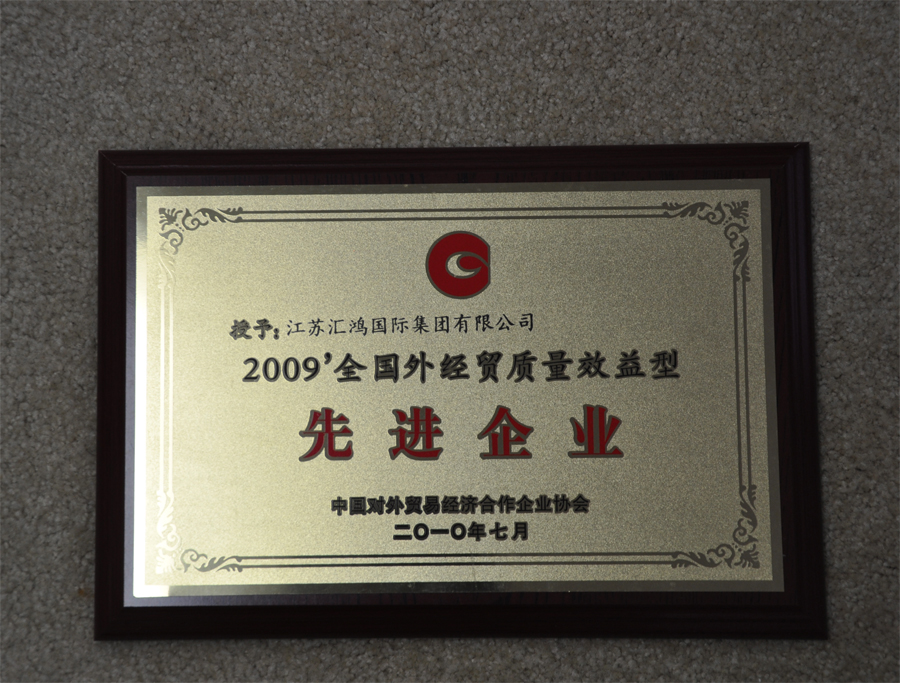 授予:江苏汇鸿国际集团有限公司
2009'全国外经贸质量效益型
先进企业
中国对外贸易经济合作企业协会
二〇一〇年七月